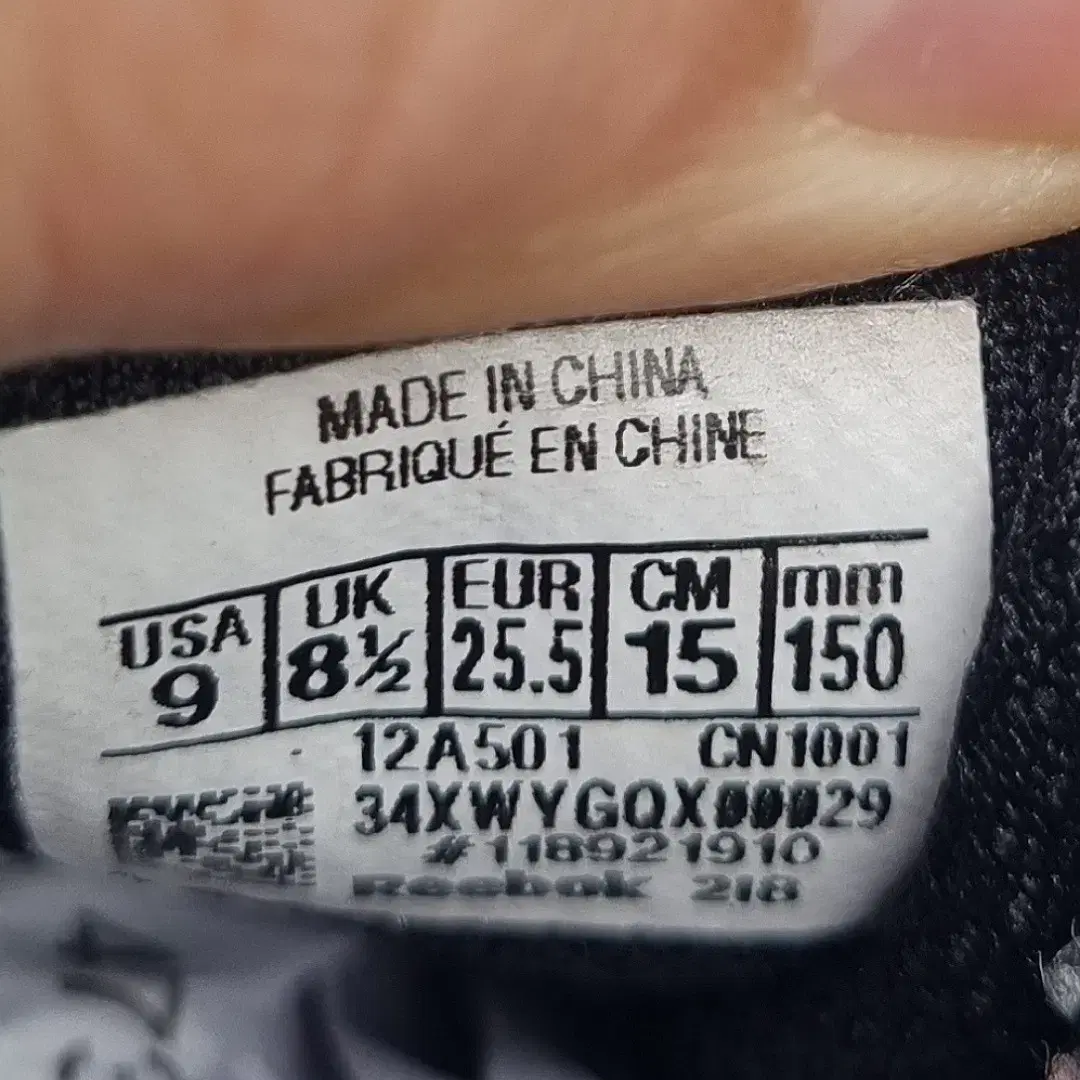 MADE IN CHINA
FABRIQUÉ EN CHINE
USA UK EUR CM mm
9 8½ 25.5 15 150
12A501 CN1001
34XWYGQX00029
#118921910
Reebok 218